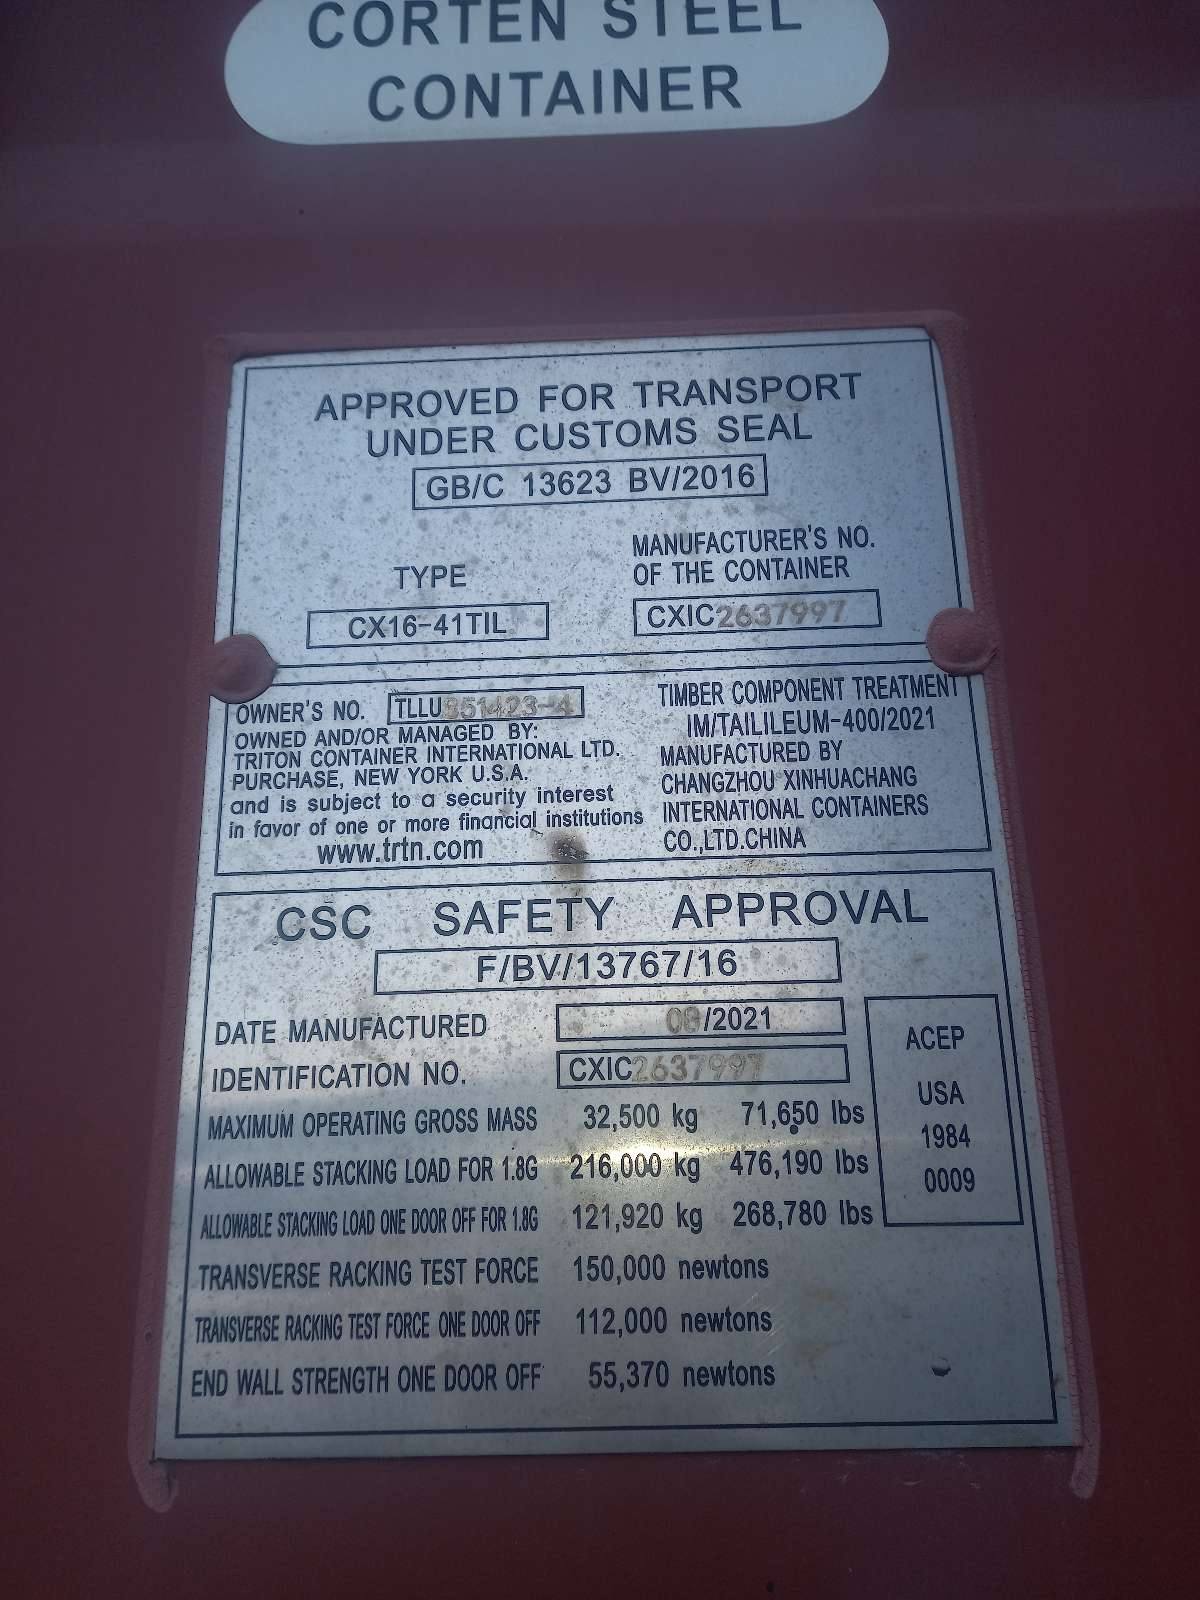 CORTEN STEEL
CONTAINER
APPROVED FOR TRANSPORT
UNDER CUSTOMS SEAL
GB/C 13623 BV/2016
TYPE
CX16-41TIL
MANUFACTURER'S NO.
OF THE CONTAINER
CXIC2637997
OWNER'S NO. TLLU851423-4
OWNED AND/OR MANAGED BY:
TRITON CONTAINER INTERNATIONAL LTD.
PURCHASE, NEW YORK U.S.A.
and is subject to a security interest
in favor of one or more financial institutions
www.trtn.com
TIMBER COMPONENT TREATMENT
IM/TAILILEUM-400/2021
MANUFACTURED BY
CHANGZHOU XINHUACHANG
INTERNATIONAL CONTAINERS
CO.,LTD.CHINA
CSC SAFETY APPROVAL
F/BV/13767/16
DATE MANUFACTURED /2021
IDENTIFICATION NO. CXIC2637997
MAXIMUM OPERATING GROSS MASS 32,500 kg 71,650 lbs
ALLOWABLE STACKING LOAD FOR 1.8G 216,000 kg 476,190 lbs
ALLOWABLE STACKING LOAD ONE DOOR OFF FOR 1.8G 121,920 kg 268,780 lbs
TRANSVERSE RACKING TEST FORCE 150,000 newtons
TRANSVERSE RACKING TEST FORCE ONE DOOR OFF 112,000 newtons
END WALL STRENGTH ONE DOOR OFF 55,370 newtons
ACEP
USA
1984
0009